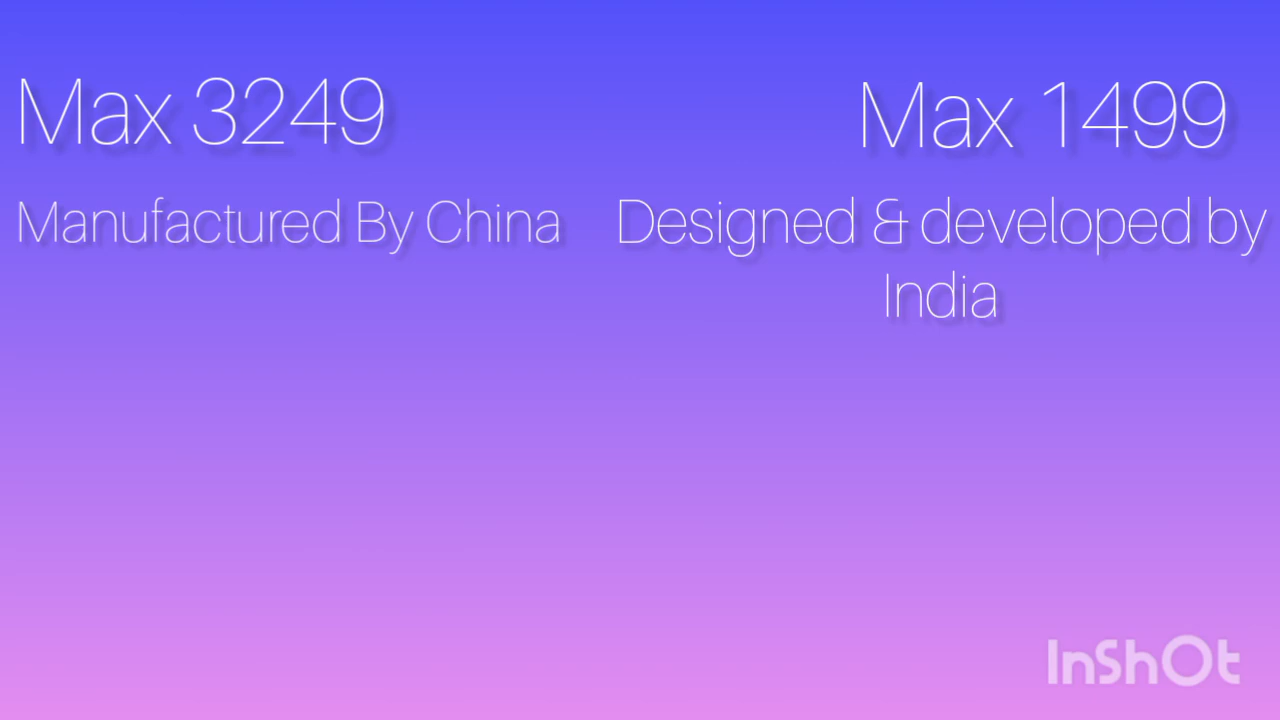 Max 3249
Manufactured By China
Max 1499
Designed & developed by
India
InShOt